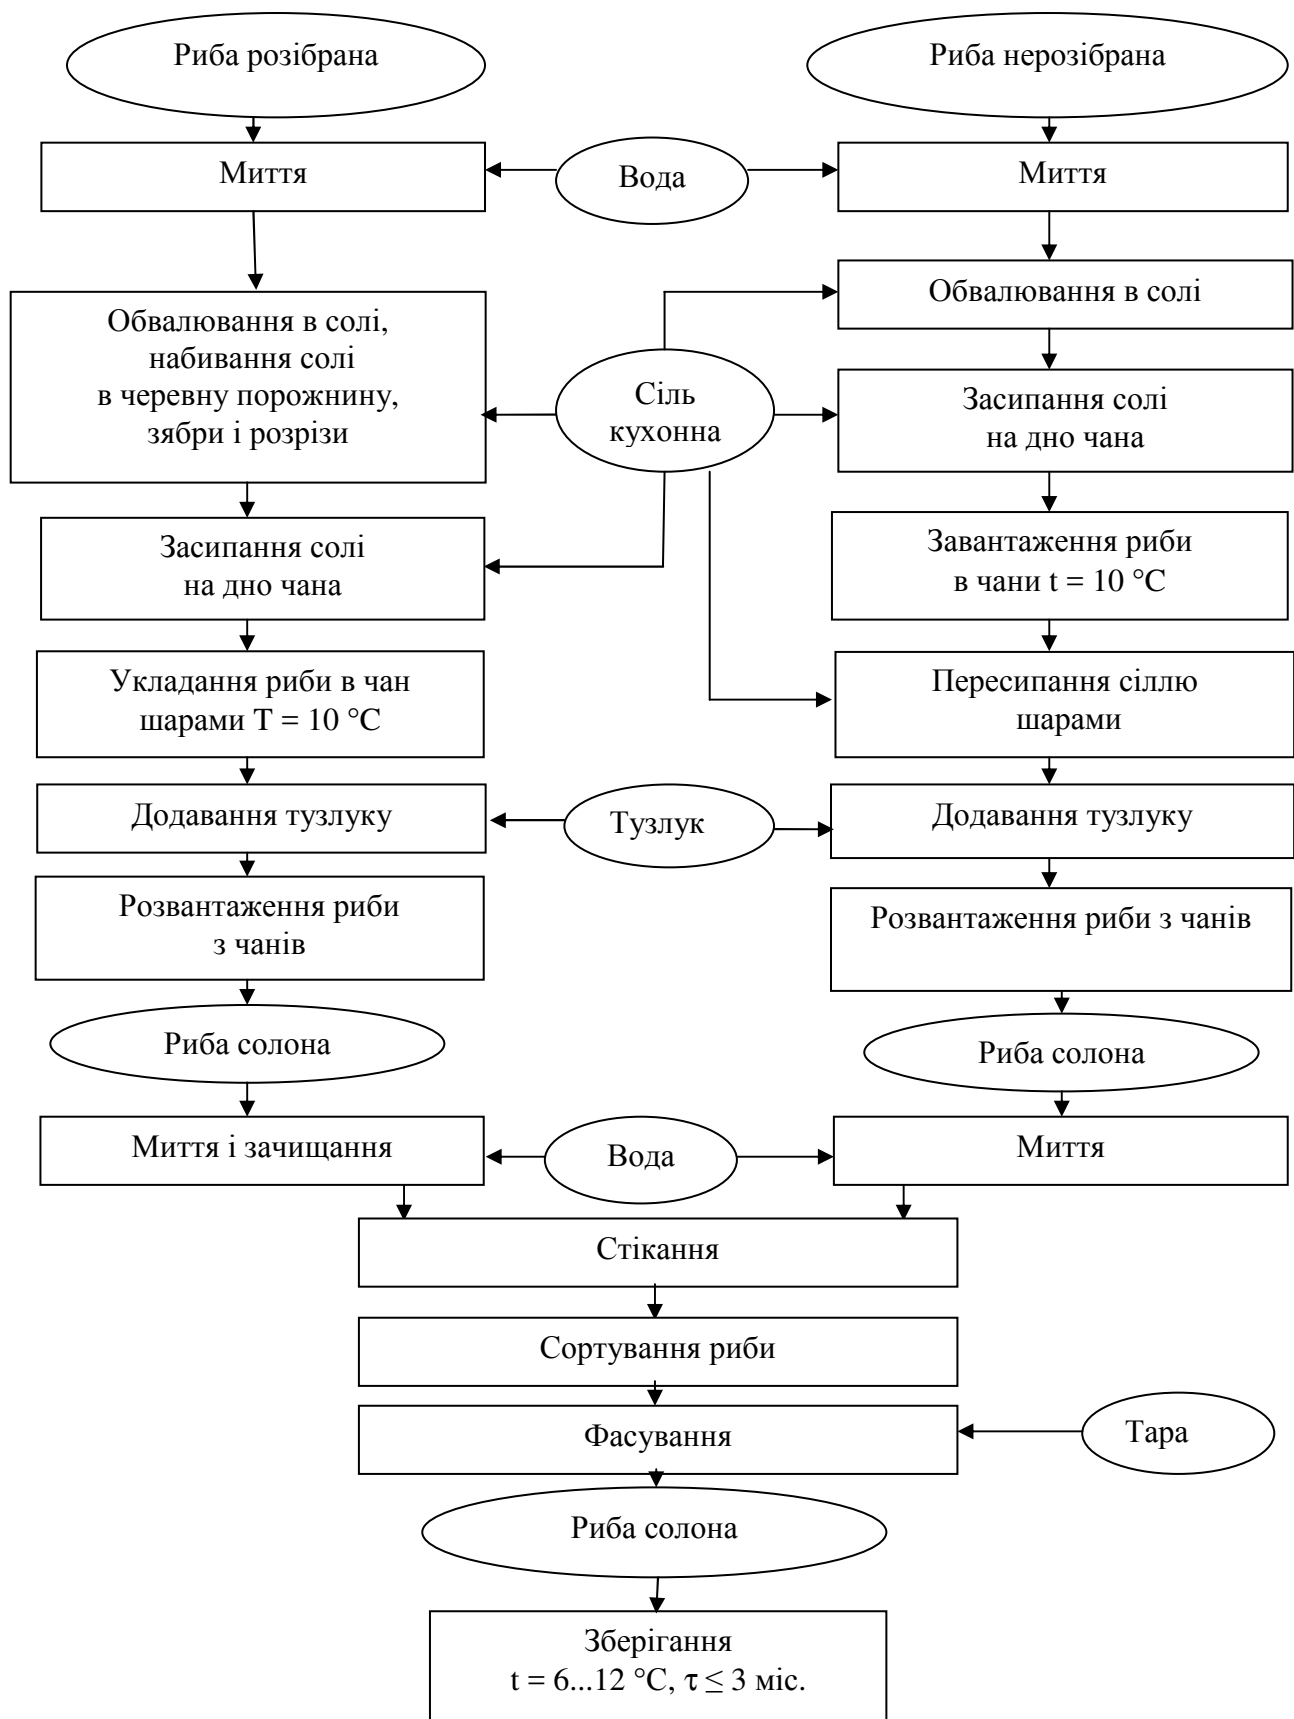 Риба розібрана
Риба нерозібрана
Миття
Вода
Миття
Обвалювання в солі,
набивання солі
в черевну порожнину,
зябри і розрізи
Обвалювання в солі
Сіль
кухонна
Засипання солі
на дно чана
Засипання солі
на дно чана
Завантаження риби
в чани t = 10 °C
Укладання риби в чан
шарами T = 10 °C
Пересипання сіллю
шарами
Додавання тузлуку
Тузлук
Додавання тузлуку
Розвантаження риби
з чанів
Розвантаження риби з чанів
Риба солона
Риба солона
Миття і зачищання
Вода
Миття
Стікання
Сортування риби
Фасування
Тара
Риба солона
Зберігання
t = 6...12 °C, τ ≤ 3 міс.